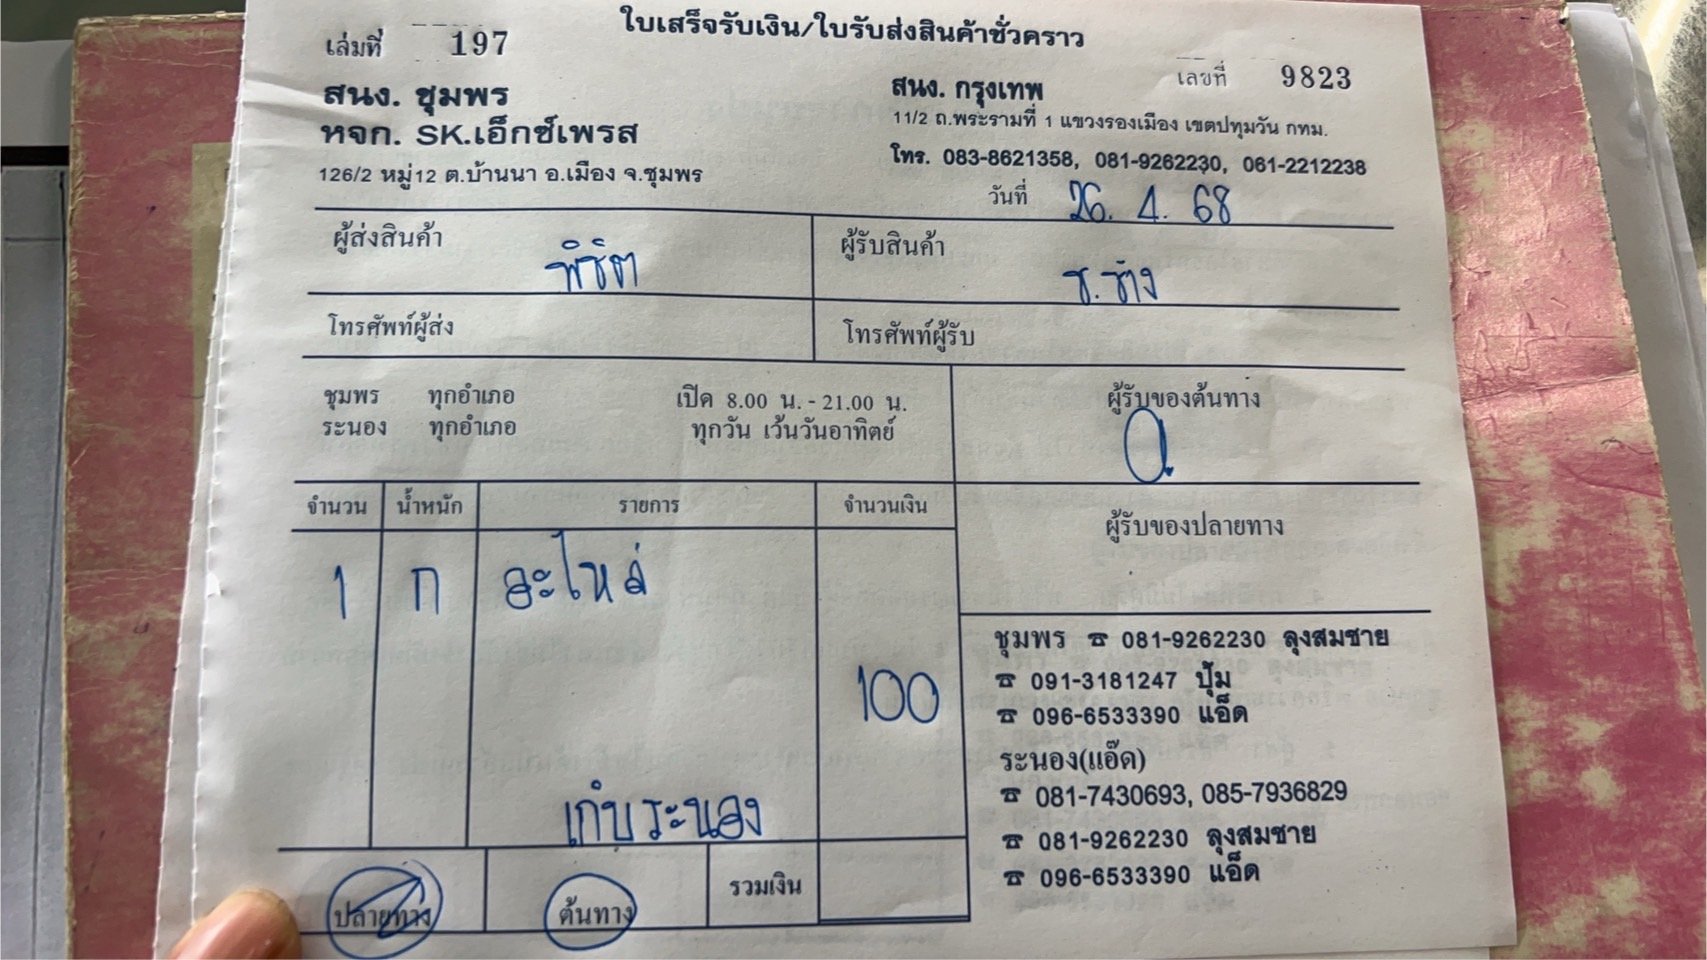 ใบเสร็จรับเงิน/ใบรับส่งสินค้าชั่วคราว
เล่มที่ 197
เลขที่ 9823
สนง. ชุมพร
หจก. SK.เอ็กซ์เพรส
126/2 หมู่12 ต.บ้านนา อ.เมือง จ.ชุมพร
สนง. กรุงเทพ
11/2 ถ.พระรามที่ 1 แขวงรองเมือง เขตปทุมวัน กทม.
โทร. 083-8621358, 081-9262230, 061-2212238
วันที่ 26. 4. 68
ผู้ส่งสินค้า พิชิต
ผู้รับสินค้า ช.ช้าง
โทรศัพท์ผู้ส่ง
โทรศัพท์ผู้รับ
ชุมพร ทุกอำเภอ
ระนอง ทุกอำเภอ
เปิด 8.00 น. - 21.00 น.
ทุกวัน เว้นวันอาทิตย์
ผู้รับของต้นทาง
จำนวน น้ำหนัก รายการ จำนวนเงิน
ผู้รับของปลายทาง
1 ก อะไหล่
100
เก็บระนอง
ปลายทาง ต้นทาง รวมเงิน
ชุมพร ☎ 081-9262230 ลุงสมชาย
☎ 091-3181247 ปุ้ม
☎ 096-6533390 แอ็ด
ระนอง(แอ๊ด)
☎ 081-7430693, 085-7936829
☎ 081-9262230 ลุงสมชาย
☎ 096-6533390 แอ็ด